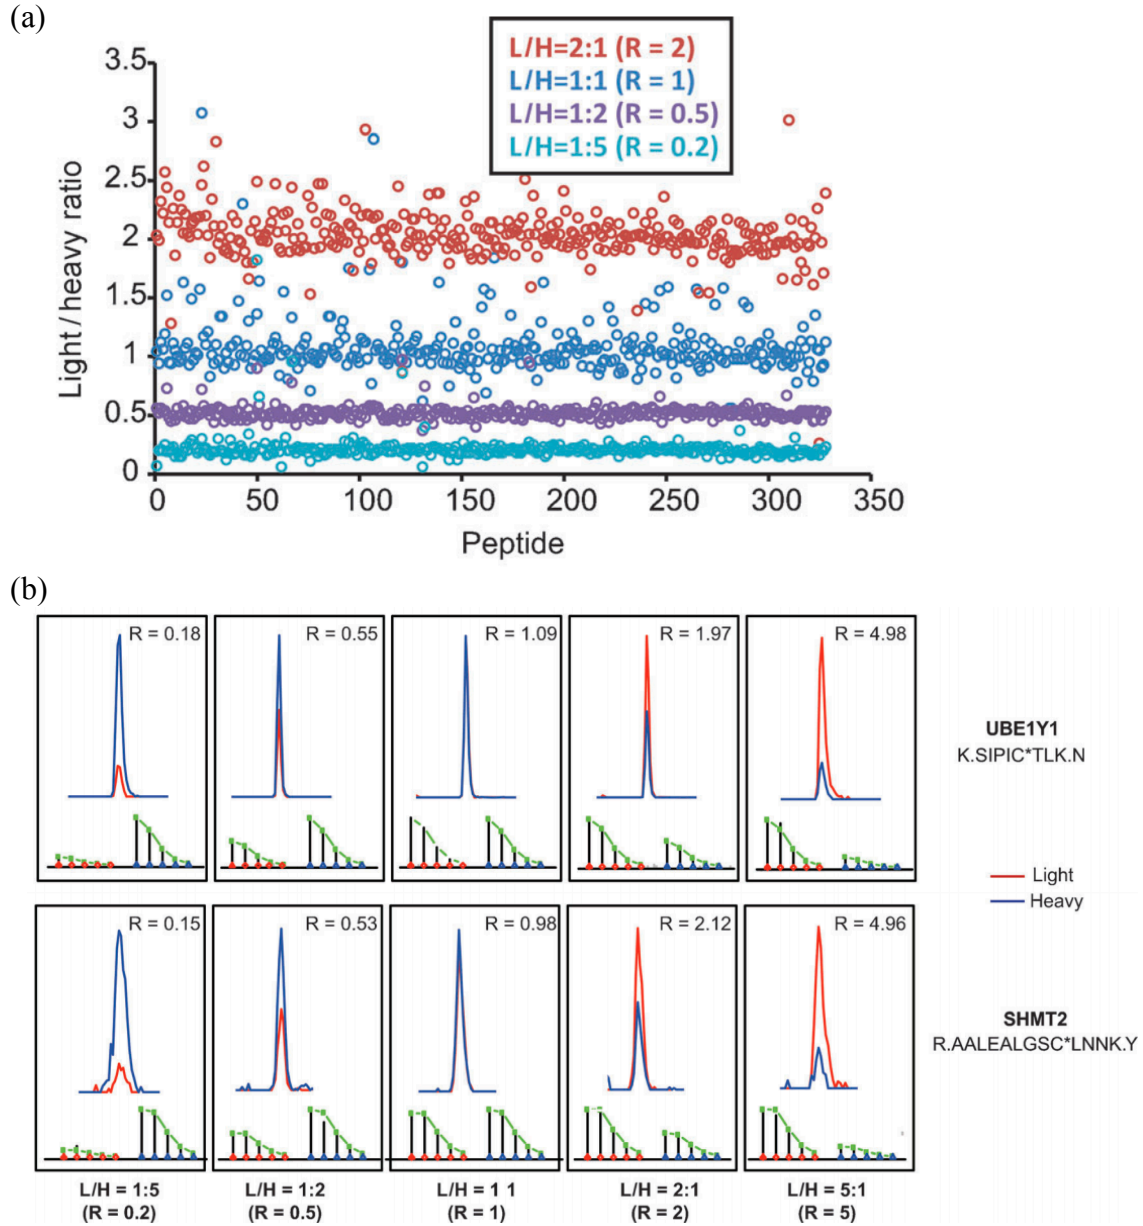 (a)
L/H=2:1 (R = 2)
L/H=1:1 (R = 1)
L/H=1:2 (R = 0.5)
L/H=1:5 (R = 0.2)
Light / heavy ratio
3.5
3
2.5
2
1.5
1
0.5
0
0 50 100 150 200 250 300 350
Peptide
(b)
R = 0.18 R = 0.55 R = 1.09 R = 1.97 R = 4.98
UBE1Y1
K.SIPIC*TLK.N
Light
Heavy
R = 0.15 R = 0.53 R = 0.98 R = 2.12 R = 4.96
SHMT2
R.AALEALGSC*LNNK.Y
L/H = 1:5 L/H = 1:2 L/H = 1 1 L/H = 2:1 L/H = 5:1
(R = 0.2) (R = 0.5) (R = 1) (R = 2) (R = 5)